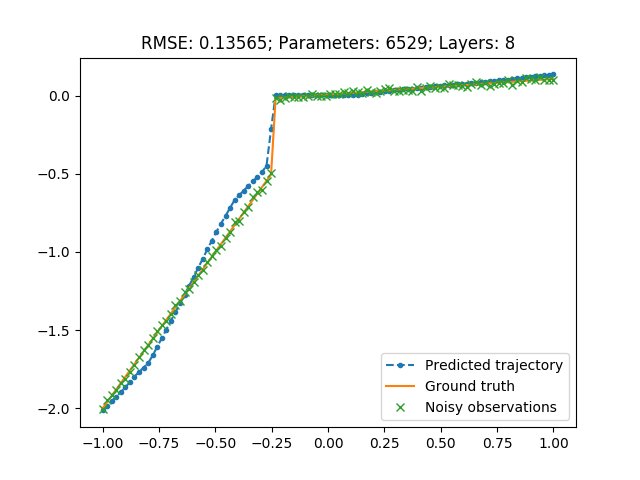 RMSE: 0.13565; Parameters: 6529; Layers: 8
0.0
−0.5
−1.0
−1.5
−2.0
Predicted trajectory
Ground truth
Noisy observations
−1.00 −0.75 −0.50 −0.25 0.00 0.25 0.50 0.75 1.00